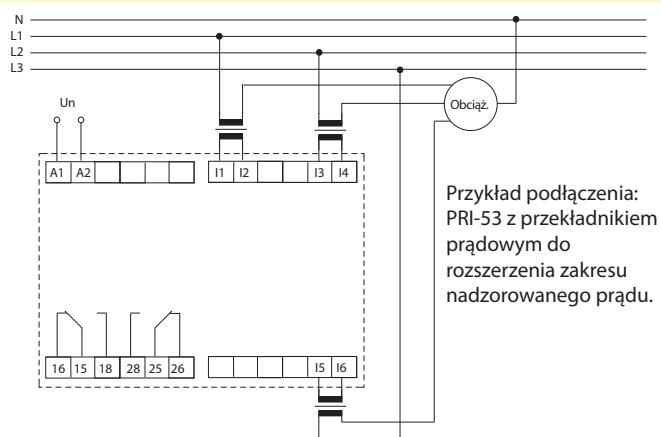 N
L1
L2
L3
Un
Obciąż.
A1 A2
I1 I2 I3 I4
Przykład podłączenia:
PRI-53 z przekładnikiem
prądowym do
rozszerzenia zakresu
nadzorowanego prądu.
16 15 18 28 25 26
I5 I6